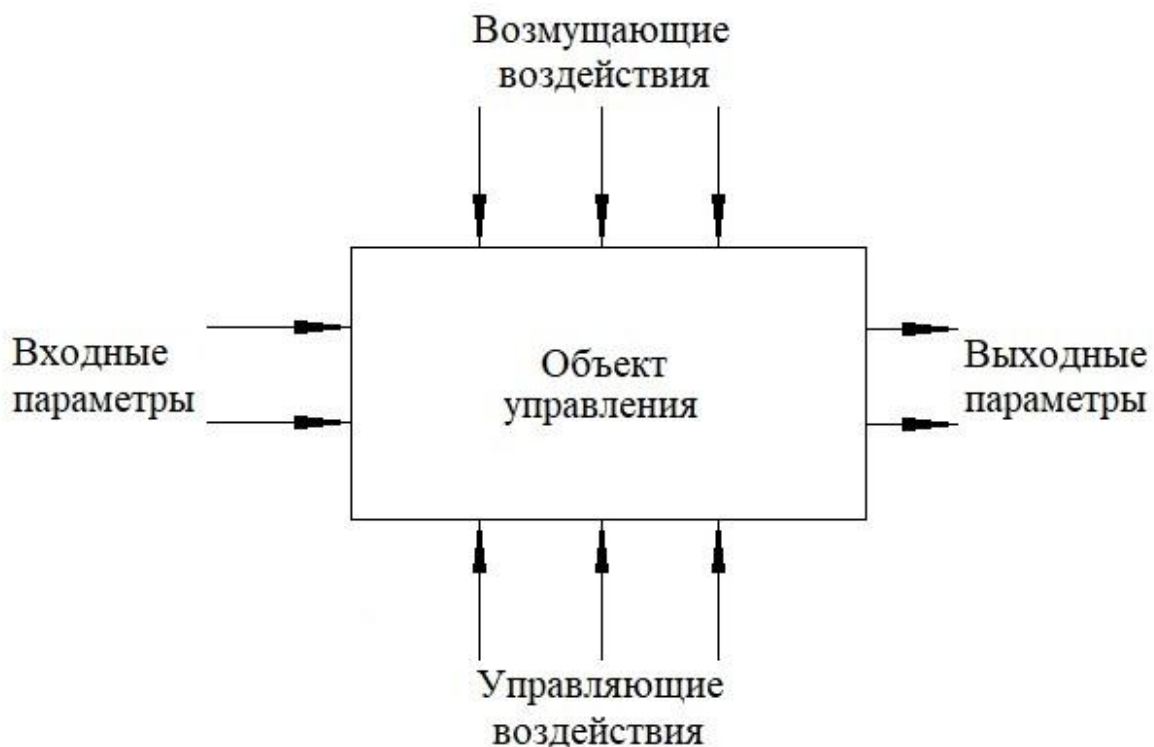 Возмущающие
воздействия
Входные
параметры
Объект
управления
Выходные
параметры
Управляющие
воздействия